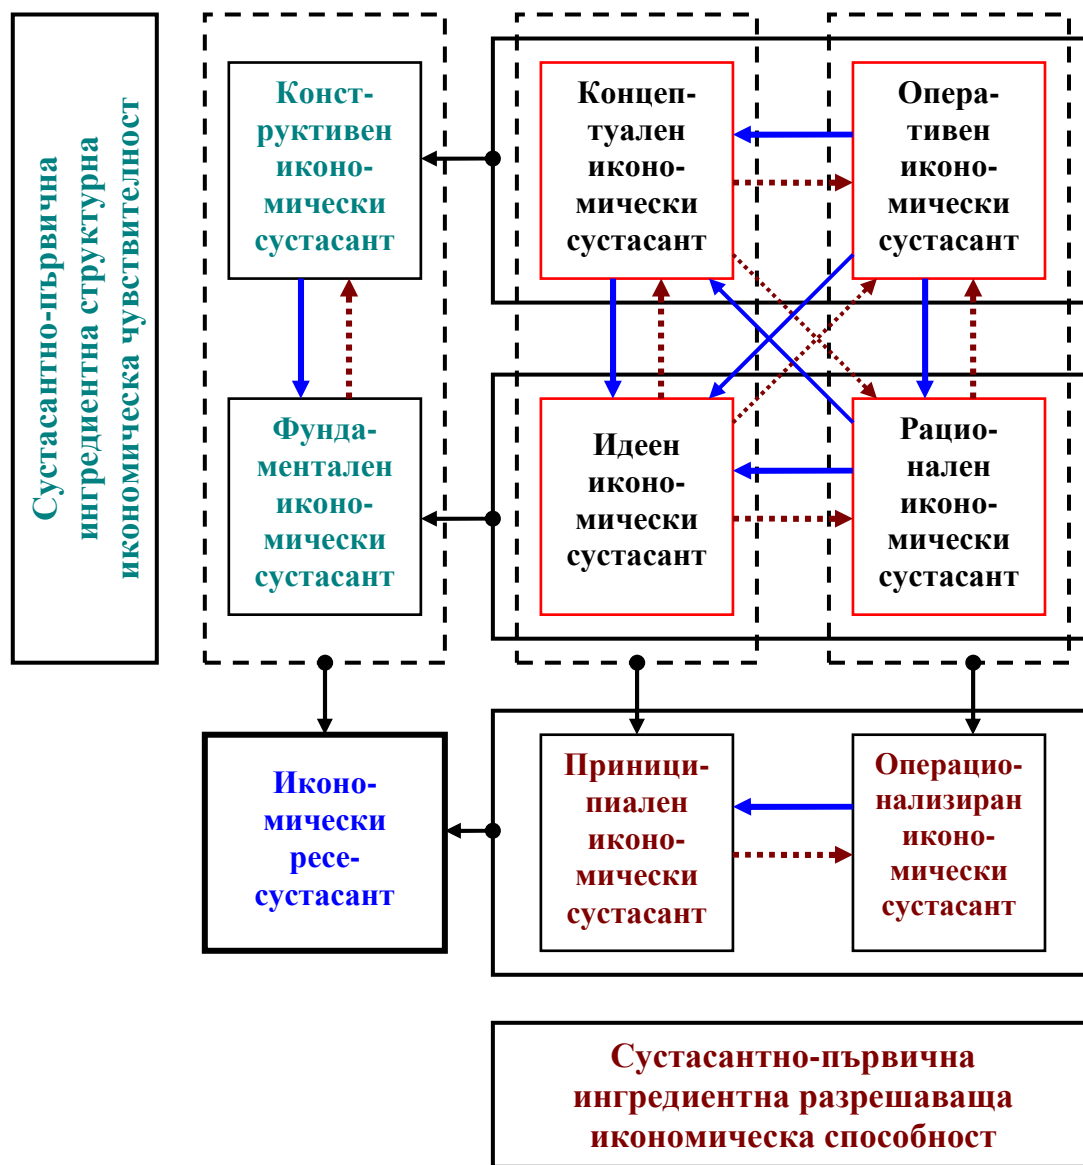 Сустасантно-първична
ингредиентна структурна
икономическа чувствителност
Конст-
руктивен
иконо-
мически
сустасант
Концеп-
туален
иконо-
мически
сустасант
Опера-
тивен
иконо-
мически
сустасант
Фунда-
ментален
иконо-
мически
сустасант
Идеен
иконо-
мически
сустасант
Рацио-
нален
иконо-
мически
сустасант
Иконо-
мически
ресе-
сустасант
Приници-
пиален
иконо-
мически
сустасант
Операцио-
нализиран
иконо-
мически
сустасант
Сустасантно-първична
ингредиентна разрешаваща
икономическа способност